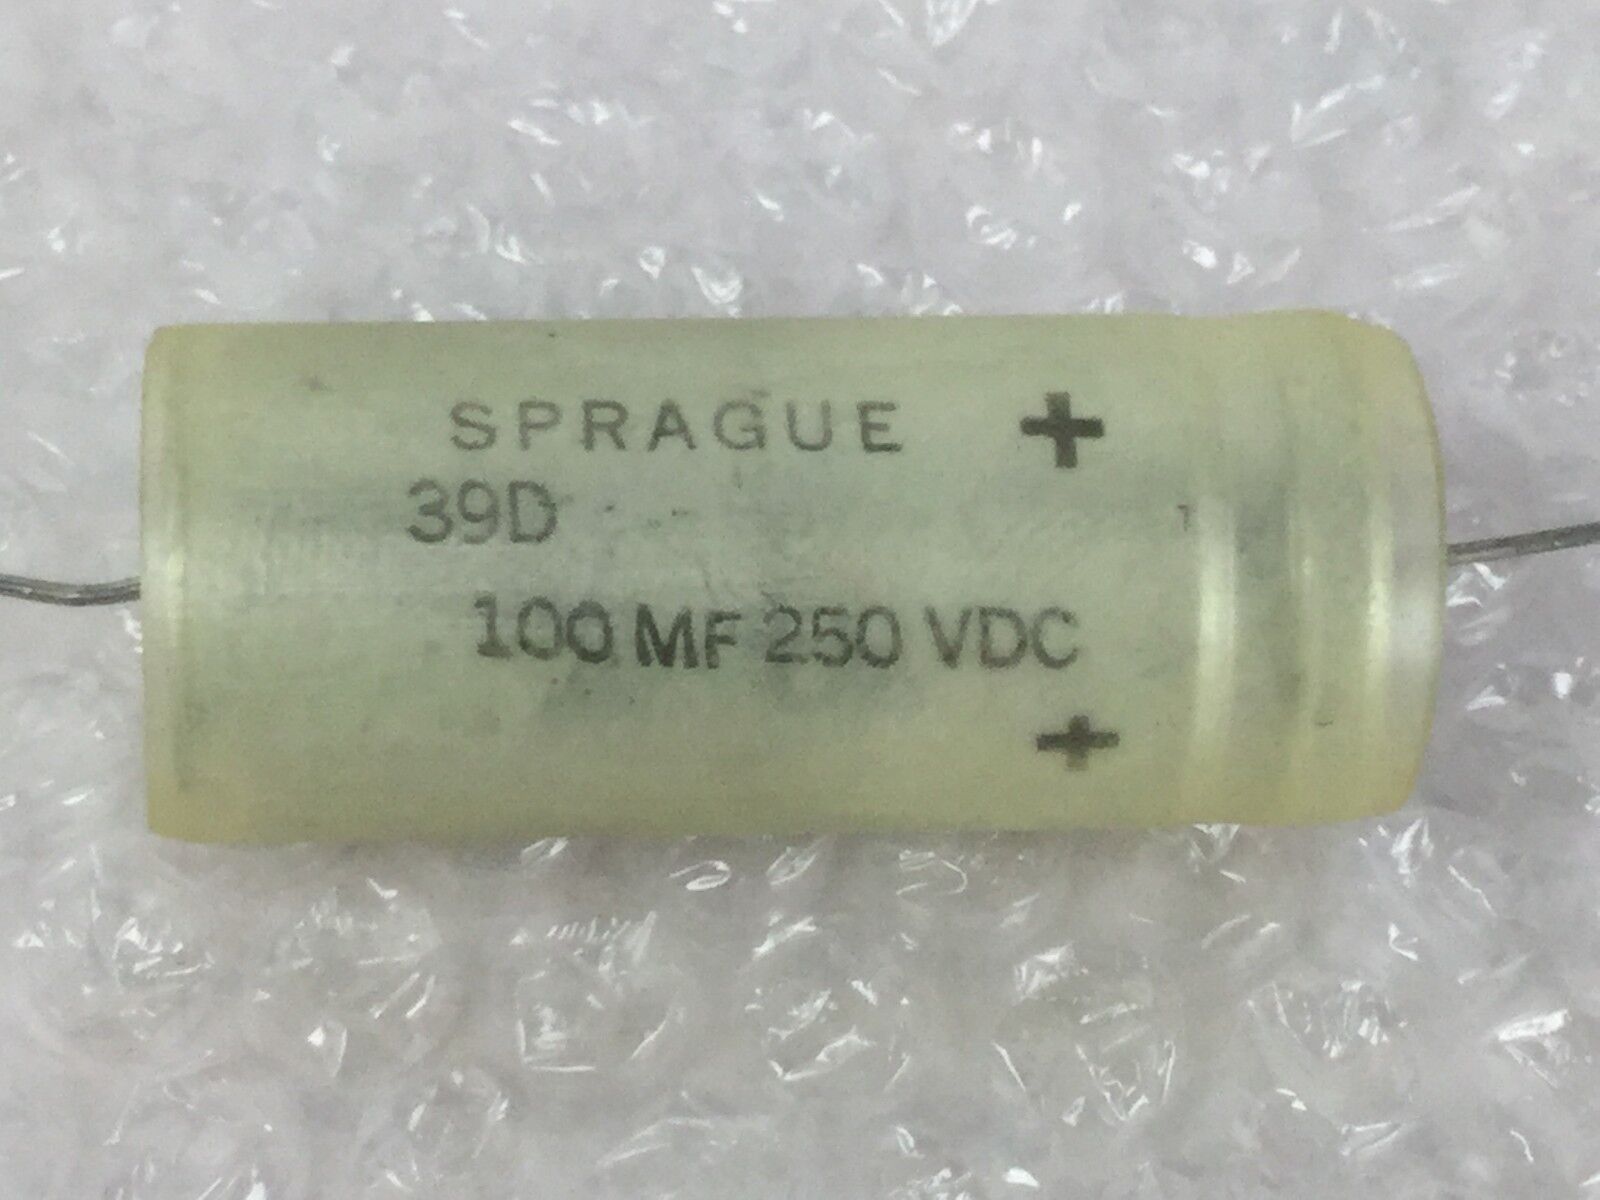 SPRAGUE +
39D
100 MF 250 VDC
+